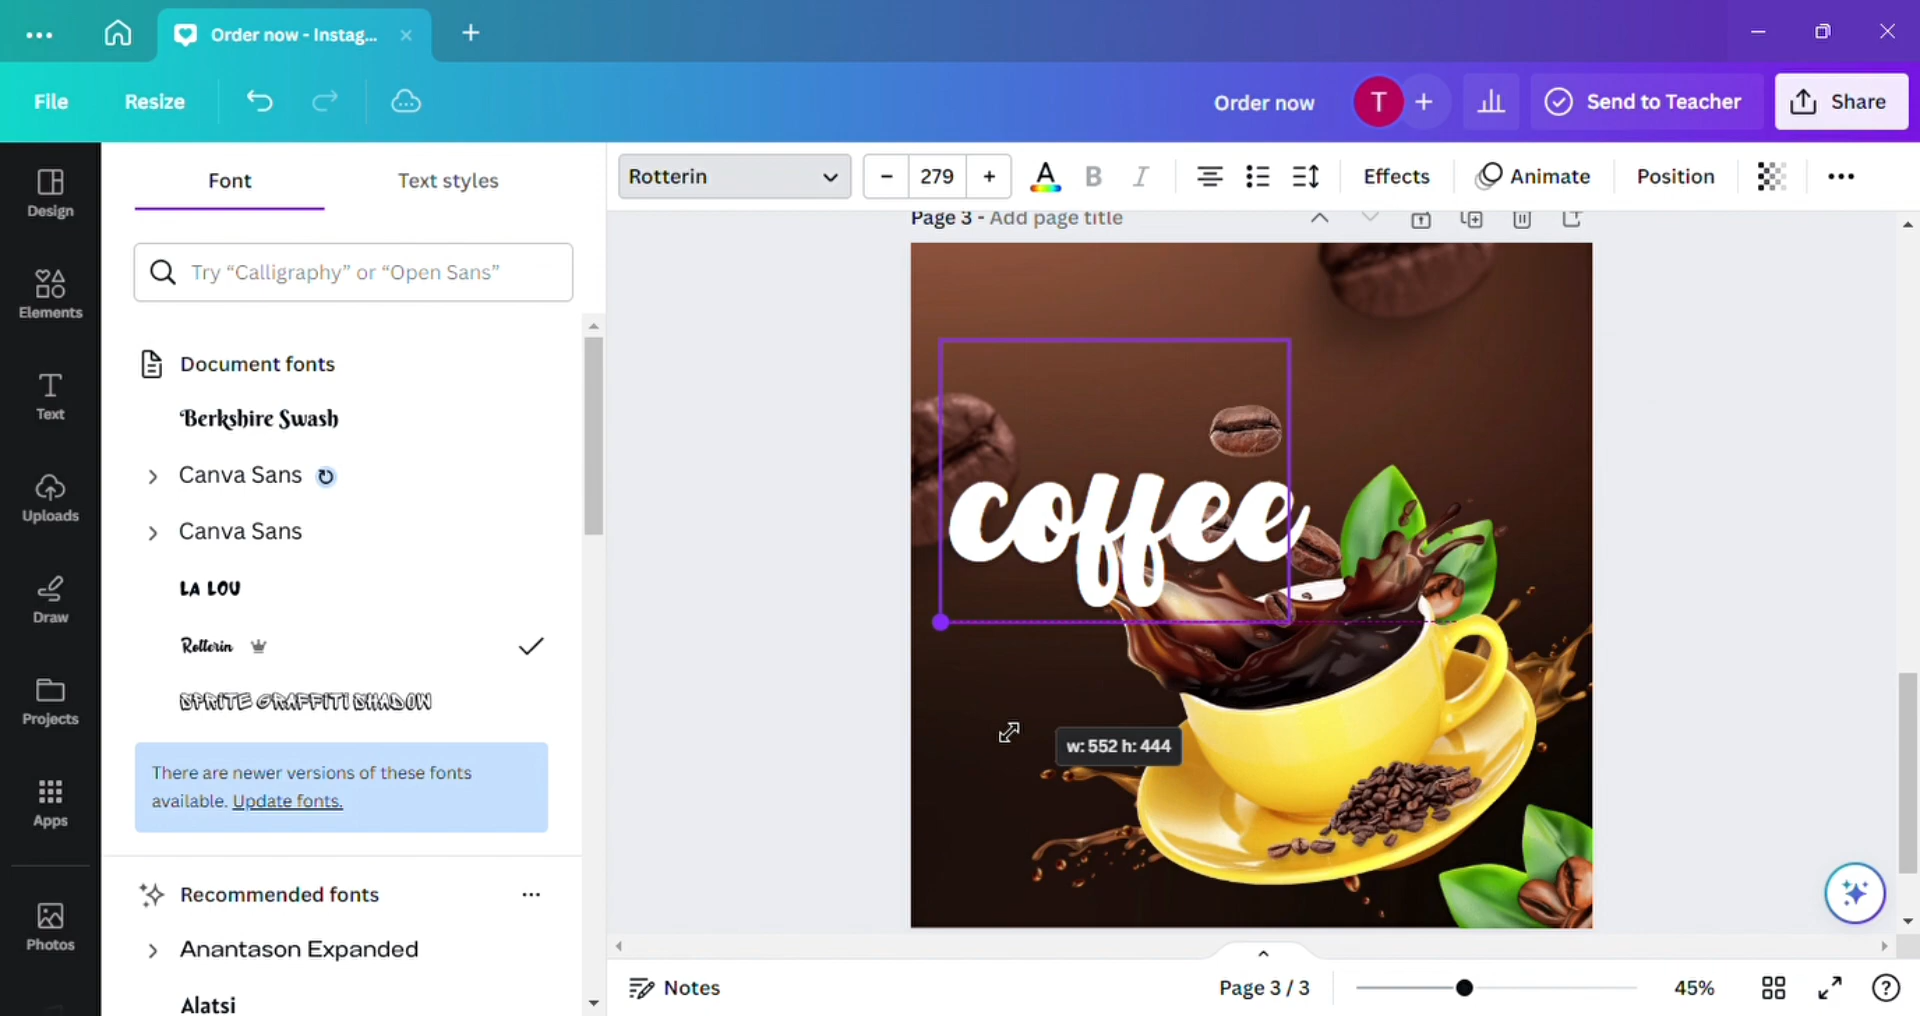 Order now - Instag...
File
Resize
Order now
T
Send to Teacher
Share
Design
Elements
Text
Uploads
Draw
Projects
Apps
Photos
Font
Text styles
Try “Calligraphy” or “Open Sans”
Document fonts
Berkshire Swash
Canva Sans
Canva Sans
LA LOU
Rotterin
SPRITE GRAFFITI SHADOW
There are newer versions of these fonts
available. Update fonts.
Recommended fonts
Anantason Expanded
Alatsi
Rotterin
279
A
B
I
Effects
Animate
Position
Page 3 - Add page title
coffee
w: 552 h: 444
Notes
Page 3 / 3
45%